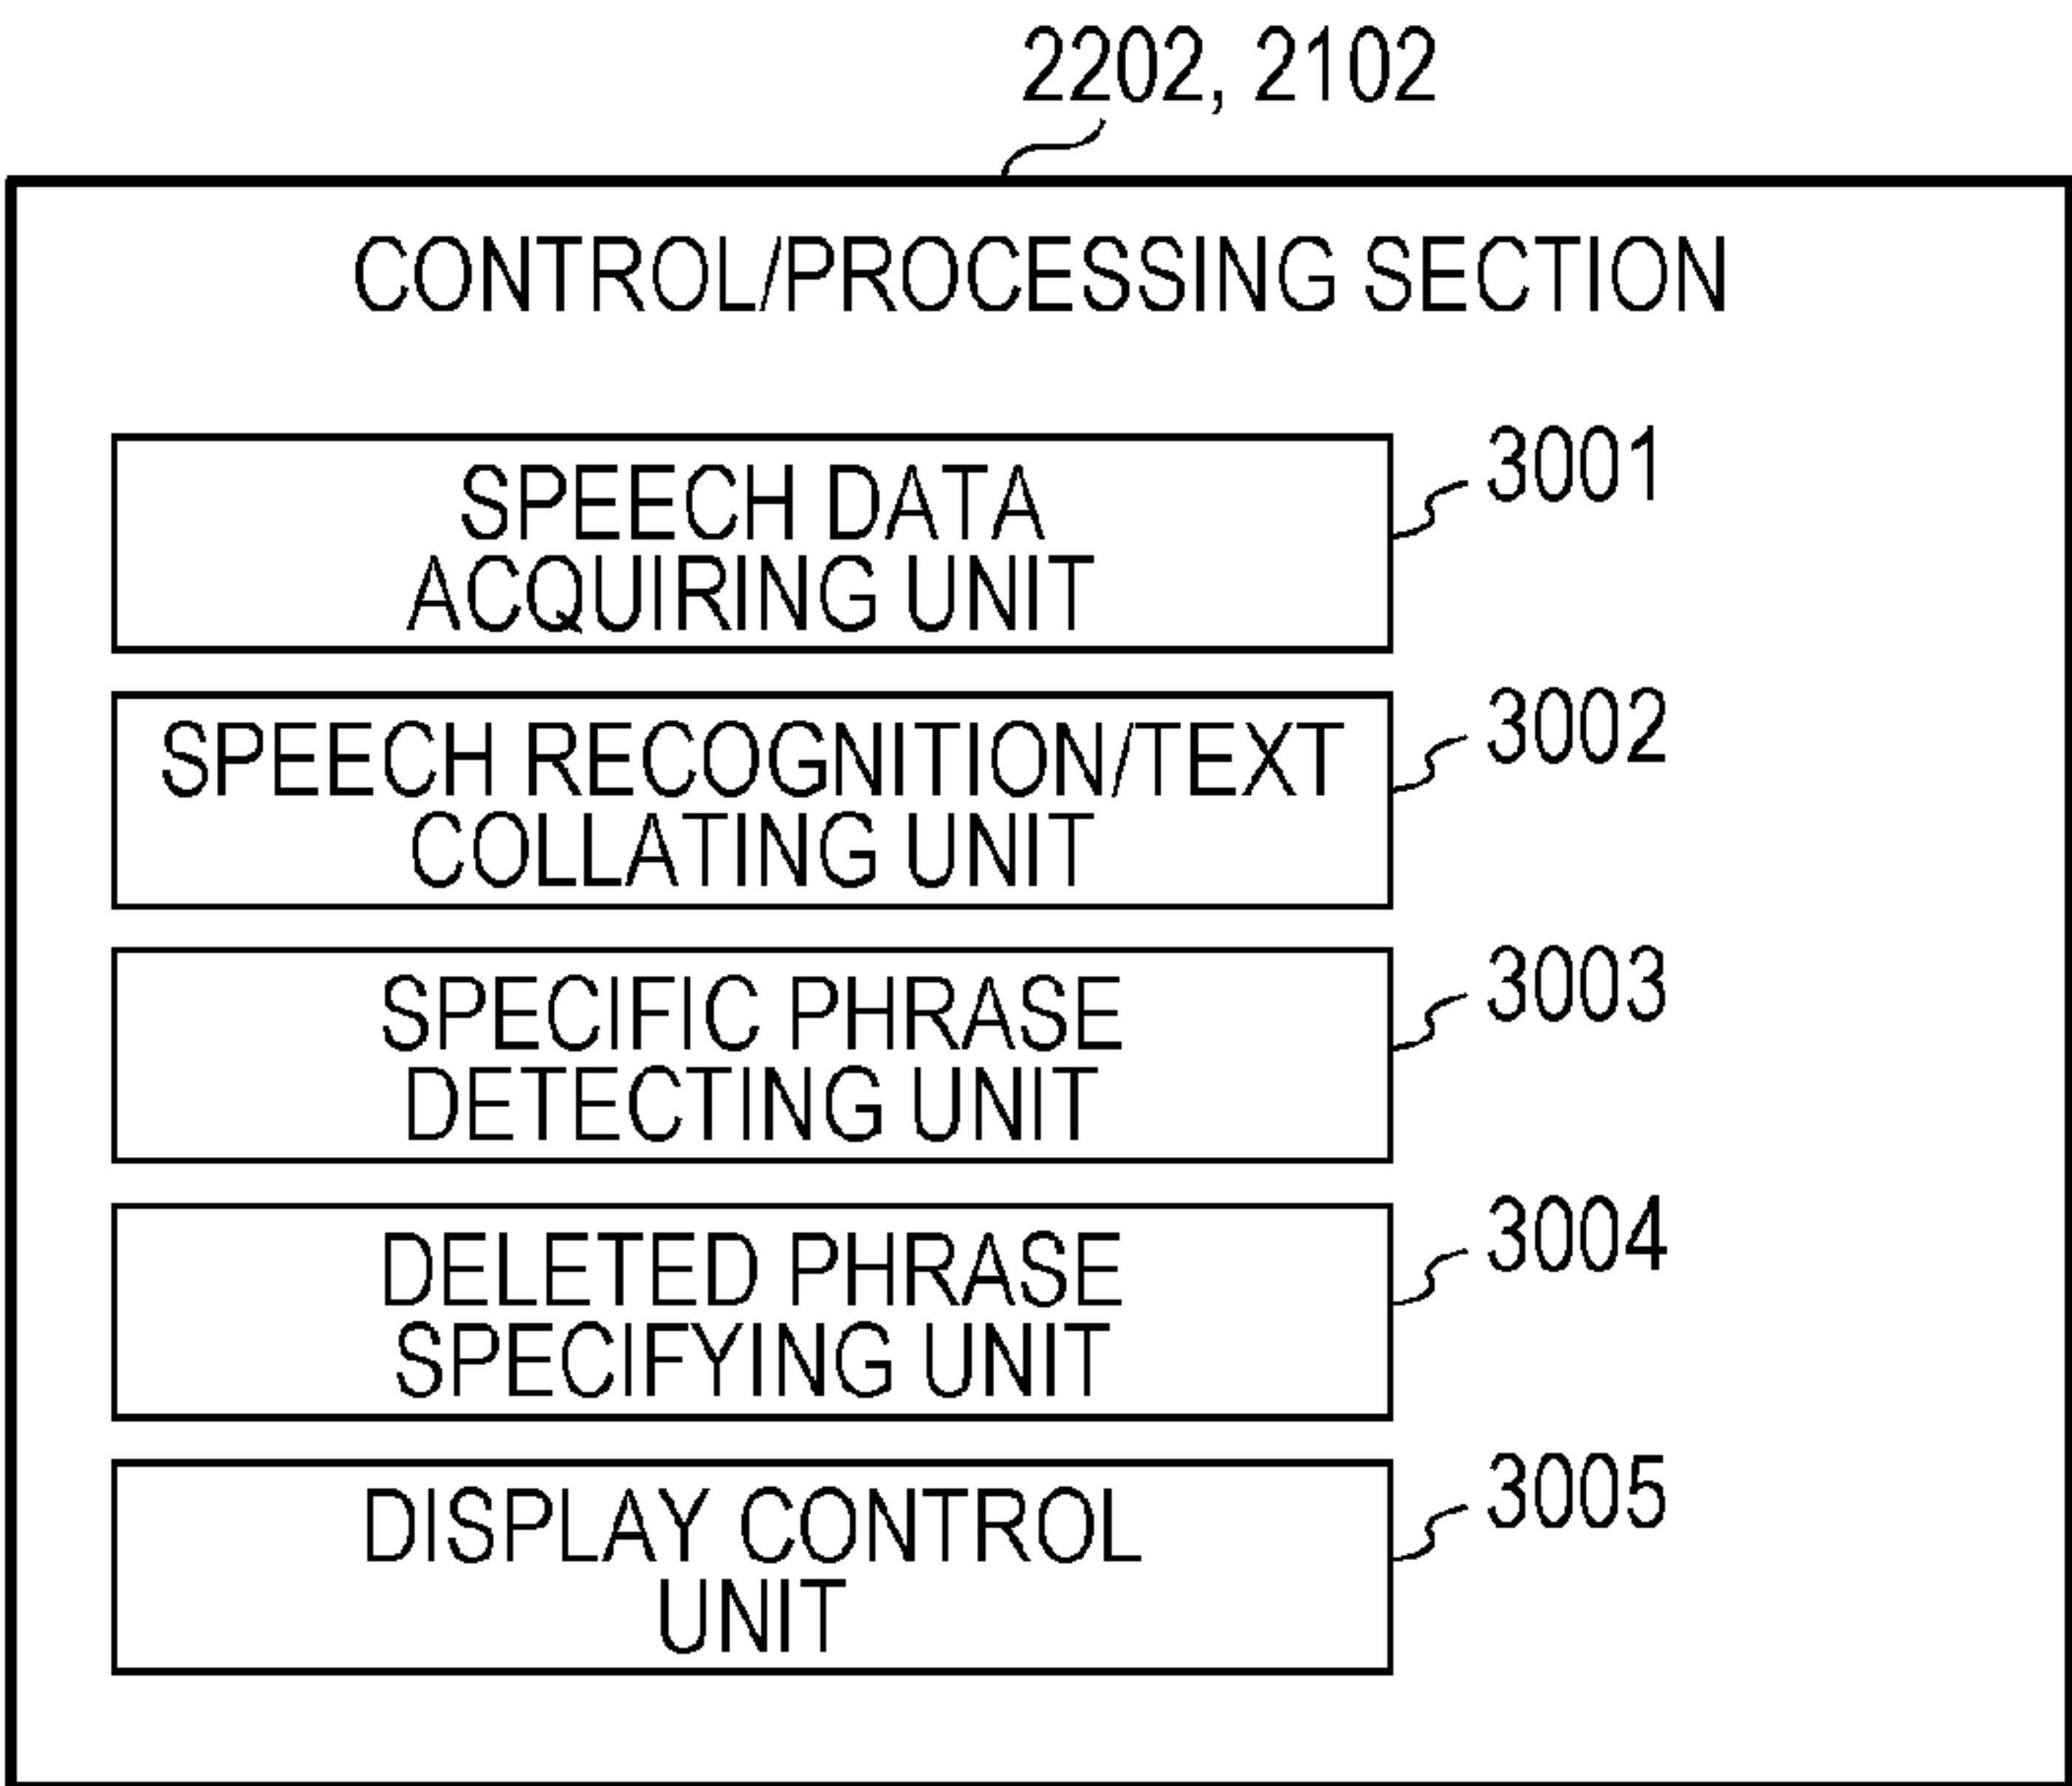 2202, 2102
CONTROL/PROCESSING SECTION
SPEECH DATA
ACQUIRING UNIT
3001
SPEECH RECOGNITION/TEXT
COLLATING UNIT
3002
SPECIFIC PHRASE
DETECTING UNIT
3003
DELETED PHRASE
SPECIFYING UNIT
3004
DISPLAY CONTROL
UNIT
3005